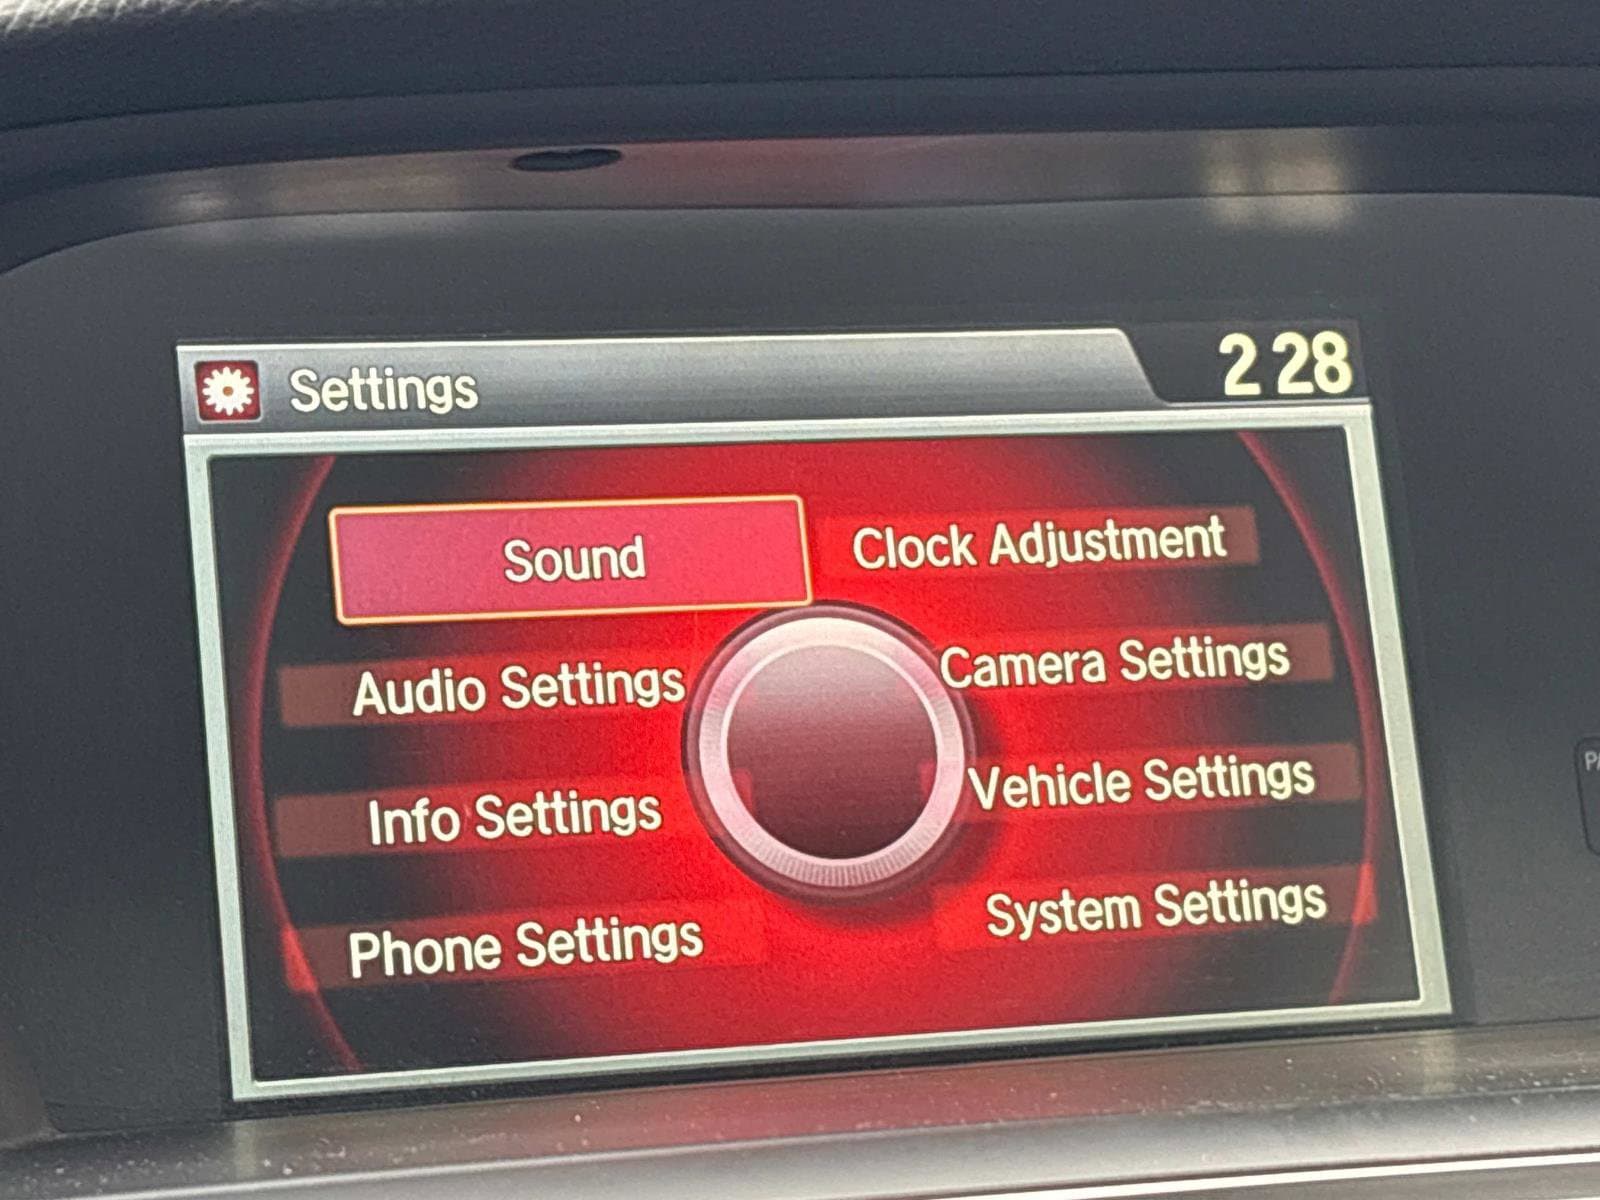 Settings
2 28
Sound
Clock Adjustment
Audio Settings
Camera Settings
Info Settings
Vehicle Settings
Phone Settings
System Settings